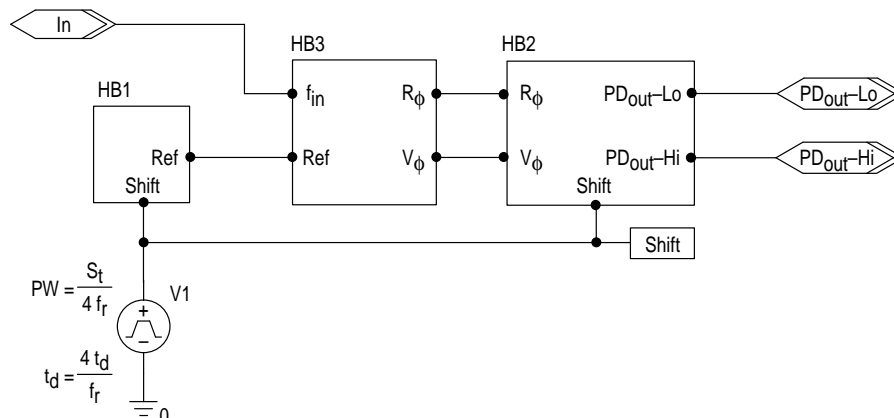 In
HB3
HB2
HB1
f_in
R_ϕ
R_ϕ
PD_out–Lo
PD_out–Lo
Ref
Ref
V_ϕ
V_ϕ
PD_out–Hi
PD_out–Hi
Shift
Shift
Shift
PW = S_t / 4 f_r
V1
+
–
t_d = 4 t_d / f_r
0